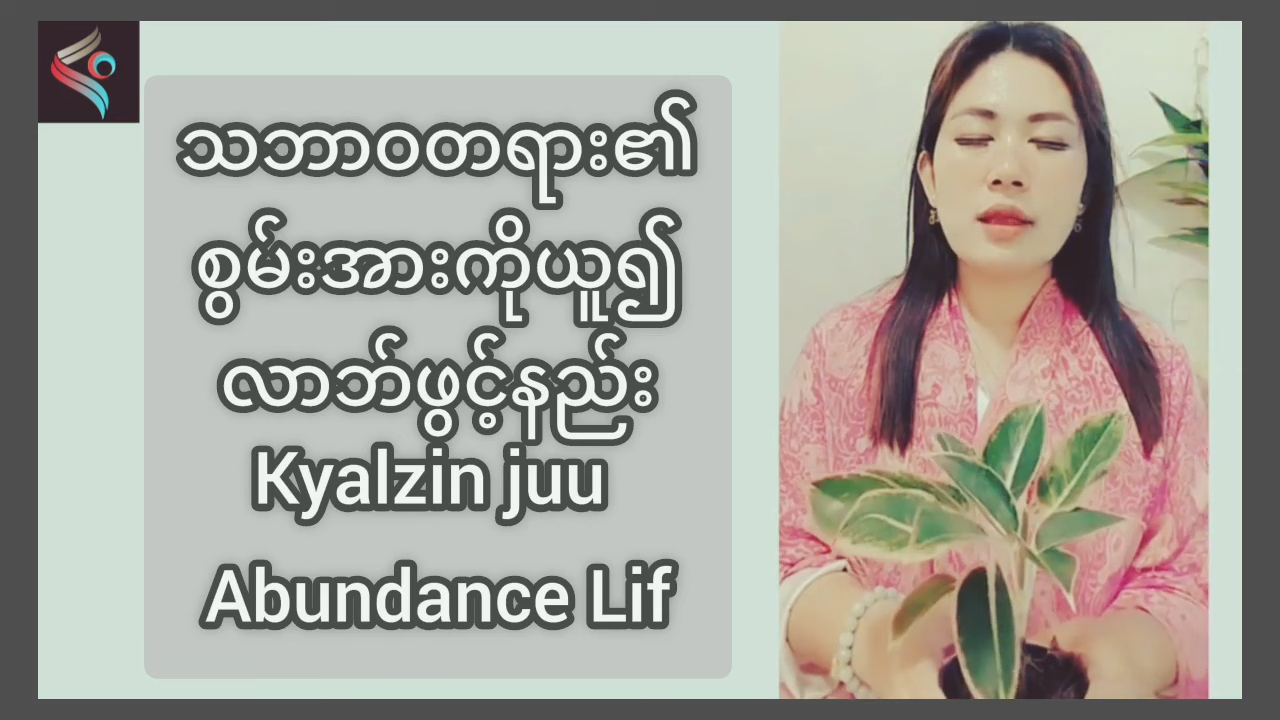 သဘာဝတရား၏
စွမ်းအားကိုယူ၍
လာဘ်ဖွင့်နည်း
Kyalzin juu
Abundance Lif